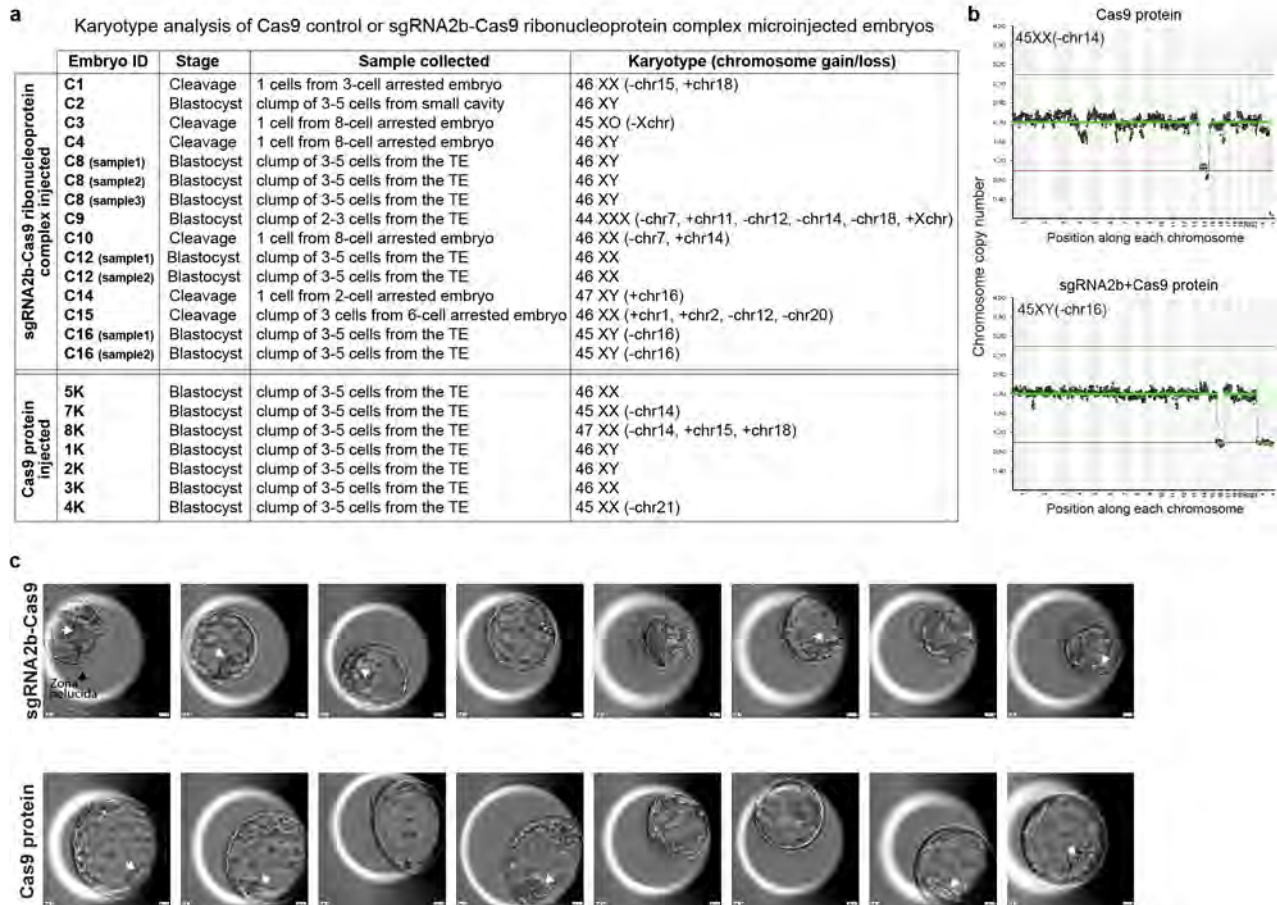 a
Karyotype analysis of Cas9 control or sgRNA2b-Cas9 ribonucleoprotein complex microinjected embryos
Embryo ID Stage Sample collected Karyotype (chromosome gain/loss)
sgRNA2b-Cas9 ribonucleoprotein
complex injected
C1 Cleavage 1 cells from 3-cell arrested embryo 46 XX (-chr15, +chr18)
C2 Blastocyst clump of 3-5 cells from small cavity 46 XY
C3 Cleavage 1 cell from 8-cell arrested embryo 45 XO (-Xchr)
C4 Cleavage 1 cell from 8-cell arrested embryo 46 XY
C8 (sample1) Blastocyst clump of 3-5 cells from the TE 46 XY
C8 (sample2) Blastocyst clump of 3-5 cells from the TE 46 XY
C8 (sample3) Blastocyst clump of 3-5 cells from the TE 46 XY
C9 Blastocyst clump of 2-3 cells from the TE 44 XXX (-chr7, +chr11, -chr12, -chr14, -chr18, +Xchr)
C10 Cleavage 1 cell from 8-cell arrested embryo 46 XX (-chr7, +chr14)
C12 (sample1) Blastocyst clump of 3-5 cells from the TE 46 XX
C12 (sample2) Blastocyst clump of 3-5 cells from the TE 46 XX
C14 Cleavage 1 cell from 2-cell arrested embryo 47 XY (+chr16)
C15 Cleavage clump of 3 cells from 6-cell arrested embryo 46 XX (+chr1, +chr2, -chr12, -chr20)
C16 (sample1) Blastocyst clump of 3-5 cells from the TE 45 XY (-chr16)
C16 (sample2) Blastocyst clump of 3-5 cells from the TE 45 XY (-chr16)
Cas9 protein
injected
5K Blastocyst clump of 3-5 cells from the TE 46 XX
7K Blastocyst clump of 3-5 cells from the TE 45 XX (-chr14)
8K Blastocyst clump of 3-5 cells from the TE 47 XX (-chr14, +chr15, +chr18)
1K Blastocyst clump of 3-5 cells from the TE 46 XY
2K Blastocyst clump of 3-5 cells from the TE 46 XY
3K Blastocyst clump of 3-5 cells from the TE 46 XX
4K Blastocyst clump of 3-5 cells from the TE 45 XX (-chr21)
b
Cas9 protein
45XX(-chr14)
Position along each chromosome
Chromosome copy number
sgRNA2b+Cas9 protein
45XY(-chr16)
Position along each chromosome
c
sgRNA2b-Cas9
Zona
pelucida
Cas9 protein